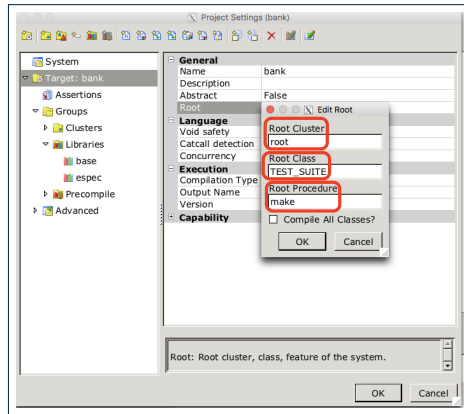 Project Settings (bank)
System
Target: bank
Assertions
Groups
Clusters
Libraries
base
espec
Precompile
Advanced
General
Name bank
Description
Abstract False
Root
Language
Void safety
Catcall detection
Concurrency
Execution
Compilation Type
Output Name
Version
Capability
Edit Root
Root Cluster
root
Root Class
TEST_SUITE
Root Procedure
make
Compile All Classes?
OK Cancel
Root: Root cluster, class, feature of the system.
OK Cancel